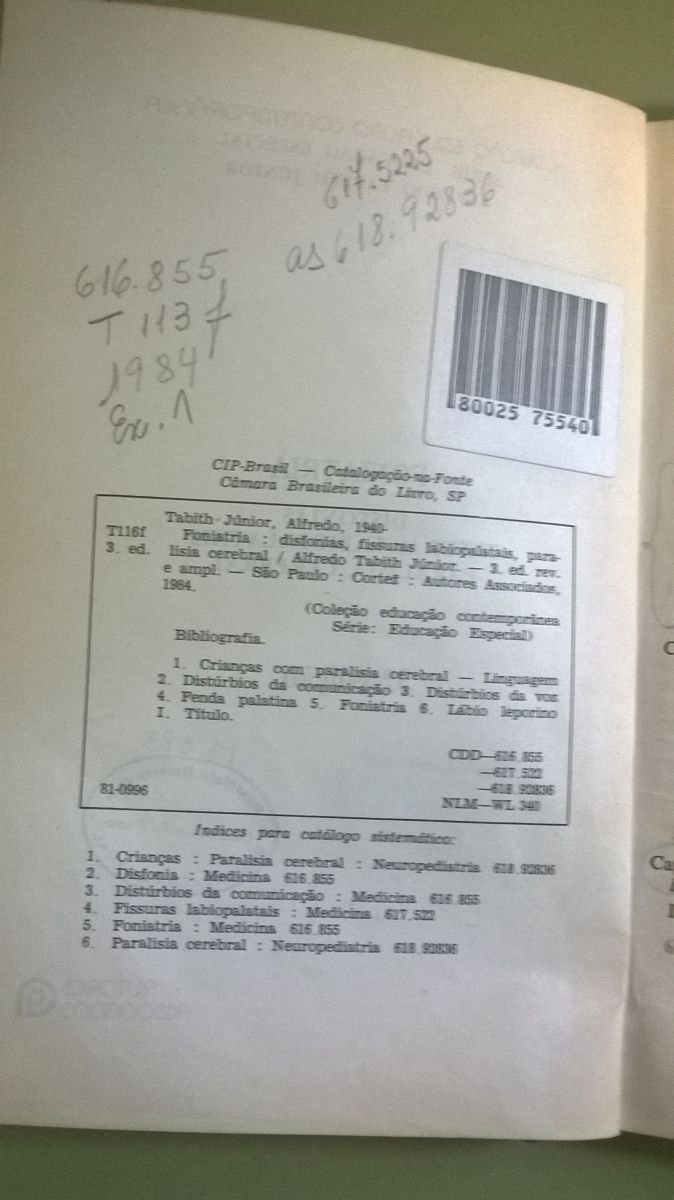 617.5225
as 618.92836
616.855
T 113f
1984
Ex. 1
80025 75540
CIP-Brasil — Catalogação-na-Fonte
Câmara Brasileira do Livro, SP
Tabith Júnior, Alfredo, 1940-
T116f Foniatria : disfonias, fissuras labiopalatais, para-
3. ed. lisia cerebral / Alfredo Tabith Júnior. — 3. ed. rev.
e ampl. — São Paulo : Cortez : Autores Associados,
1984.
(Coleção educação contemporânea
Série: Educação Especial)
Bibliografia.
1. Crianças com paralisia cerebral — Linguagem
2. Distúrbios da comunicação 3. Distúrbios da voz
4. Fenda palatina 5. Foniatria 6. Lábio leporino
I. Título.
CDD—616.855
—617.522
—618.92836
81-0996 NLM—WL 340
Índices para catálogo sistemático:
1. Crianças : Paralisia cerebral : Neuropediatria 618.92836
2. Disfonia : Medicina 616.855
3. Distúrbios da comunicação : Medicina 616.855
4. Fissuras labiopalatais : Medicina 617.522
5. Foniatria : Medicina 616.855
6. Paralisia cerebral : Neuropediatria 618.92836